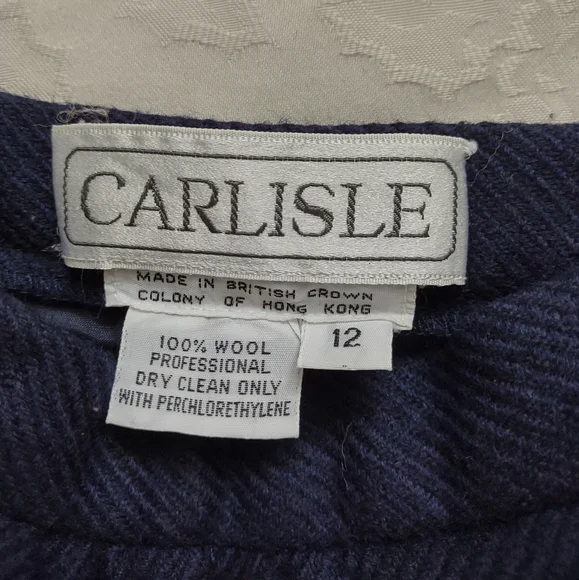 CARLISLE
MADE IN BRITISH CROWN
COLONY OF HONG KONG
12
100% WOOL
PROFESSIONAL
DRY CLEAN ONLY
WITH PERCHLORETHYLENE